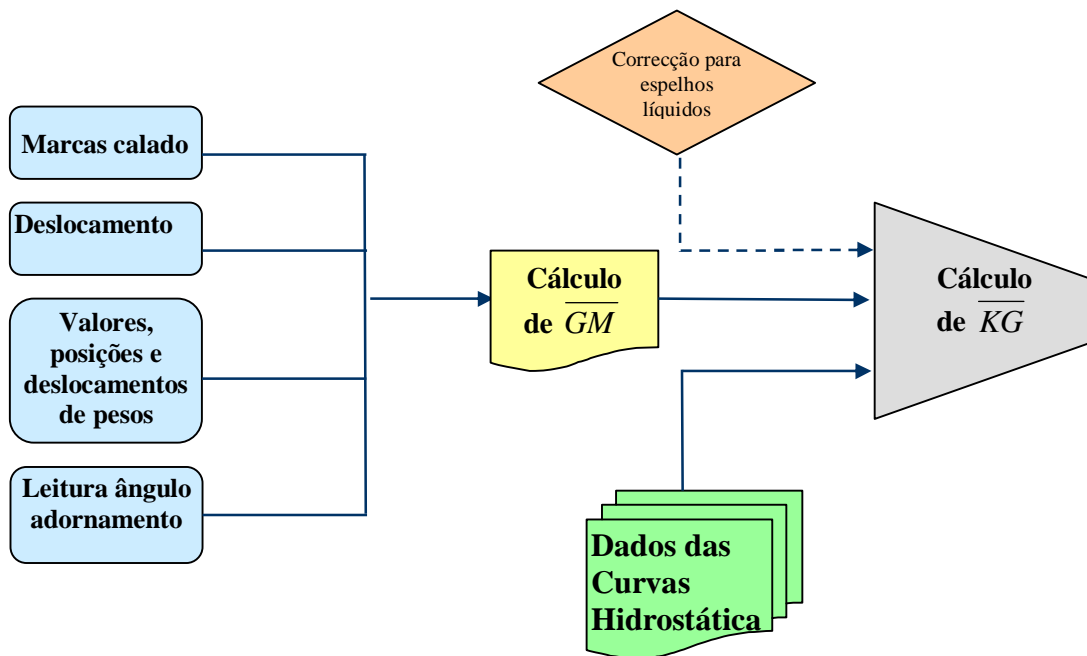 Correcção para
espelhos
líquidos
Marcas calado
Deslocamento
Valores,
posições e
deslocamentos
de pesos
Leitura ângulo
adornamento
Cálculo
de GM
Cálculo
de KG
Dados das
Curvas
Hidrostática